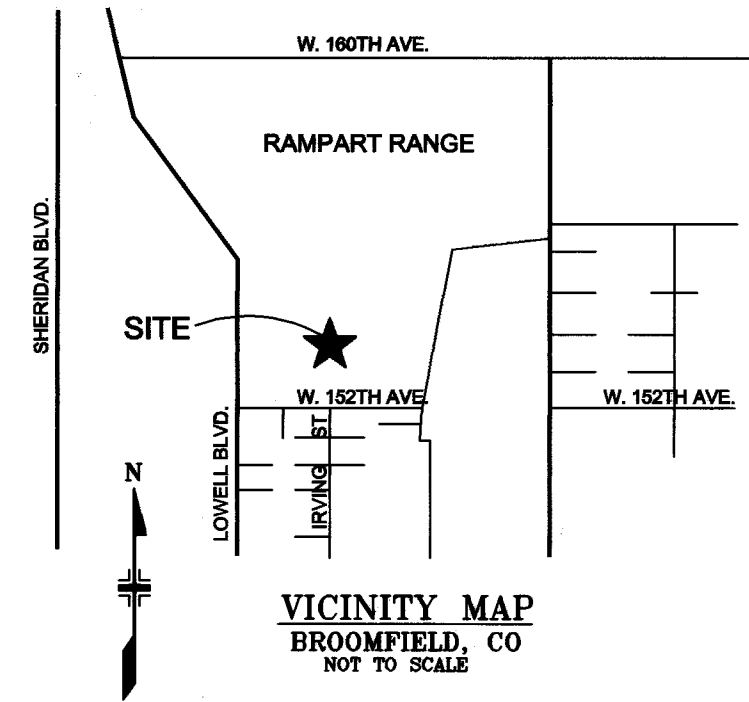 W. 160TH AVE.
RAMPART RANGE
SHERIDAN BLVD.
SITE
W. 152TH AVE.
W. 152TH AVE.
LOWELL BLVD.
IRVING ST
N
VICINITY MAP
BROOMFIELD, CO
NOT TO SCALE